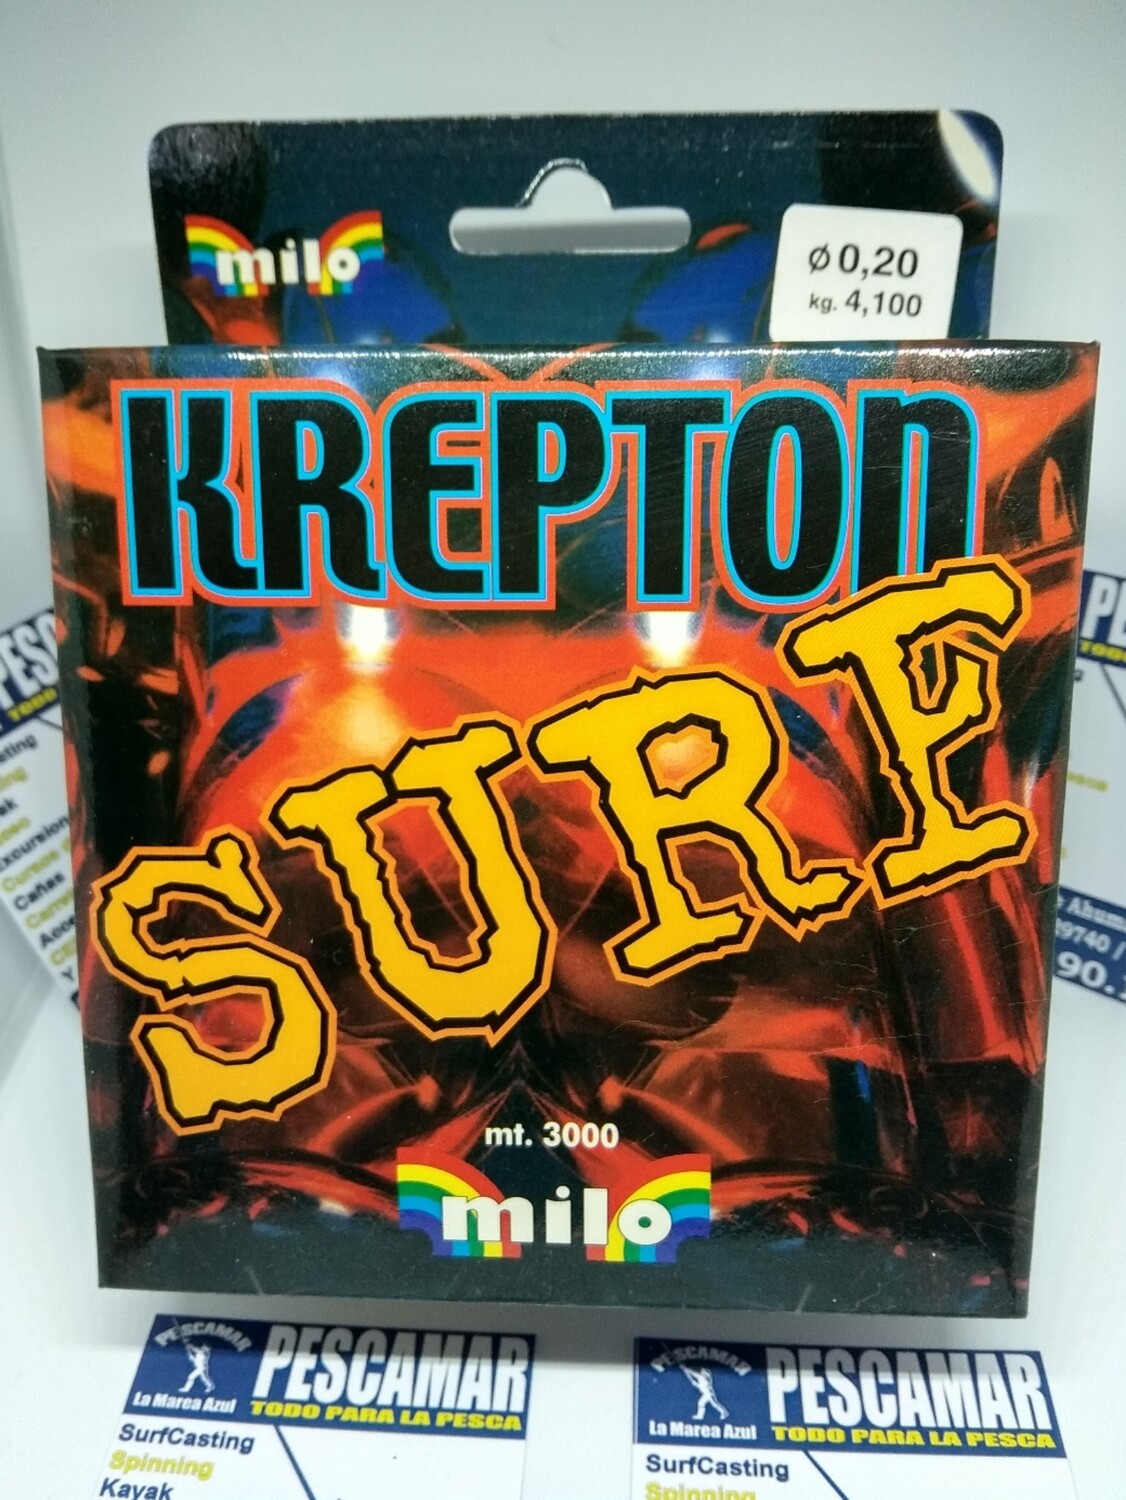 milo
ø 0,20
kg. 4,100
KREPTON
SURF
mt. 3000
milo
PESCAMAR
PESCAMAR
La Marea Azul
TODO PARA LA PESCA
SurfCasting
Spinning
Kayak
PESCAMAR
PESCAMAR
La Marea Azul
TODO PARA LA PESCA
SurfCasting
Spinning